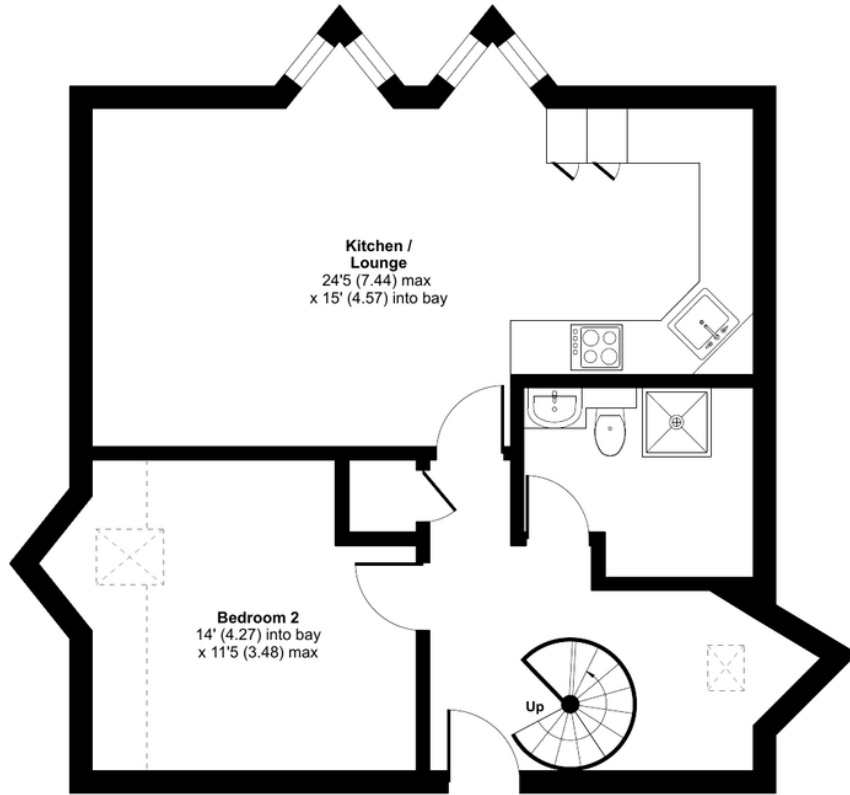 Kitchen /
Lounge
24'5 (7.44) max
x 15' (4.57) into bay
Bedroom 2
14' (4.27) into bay
x 11'5 (3.48) max
Up